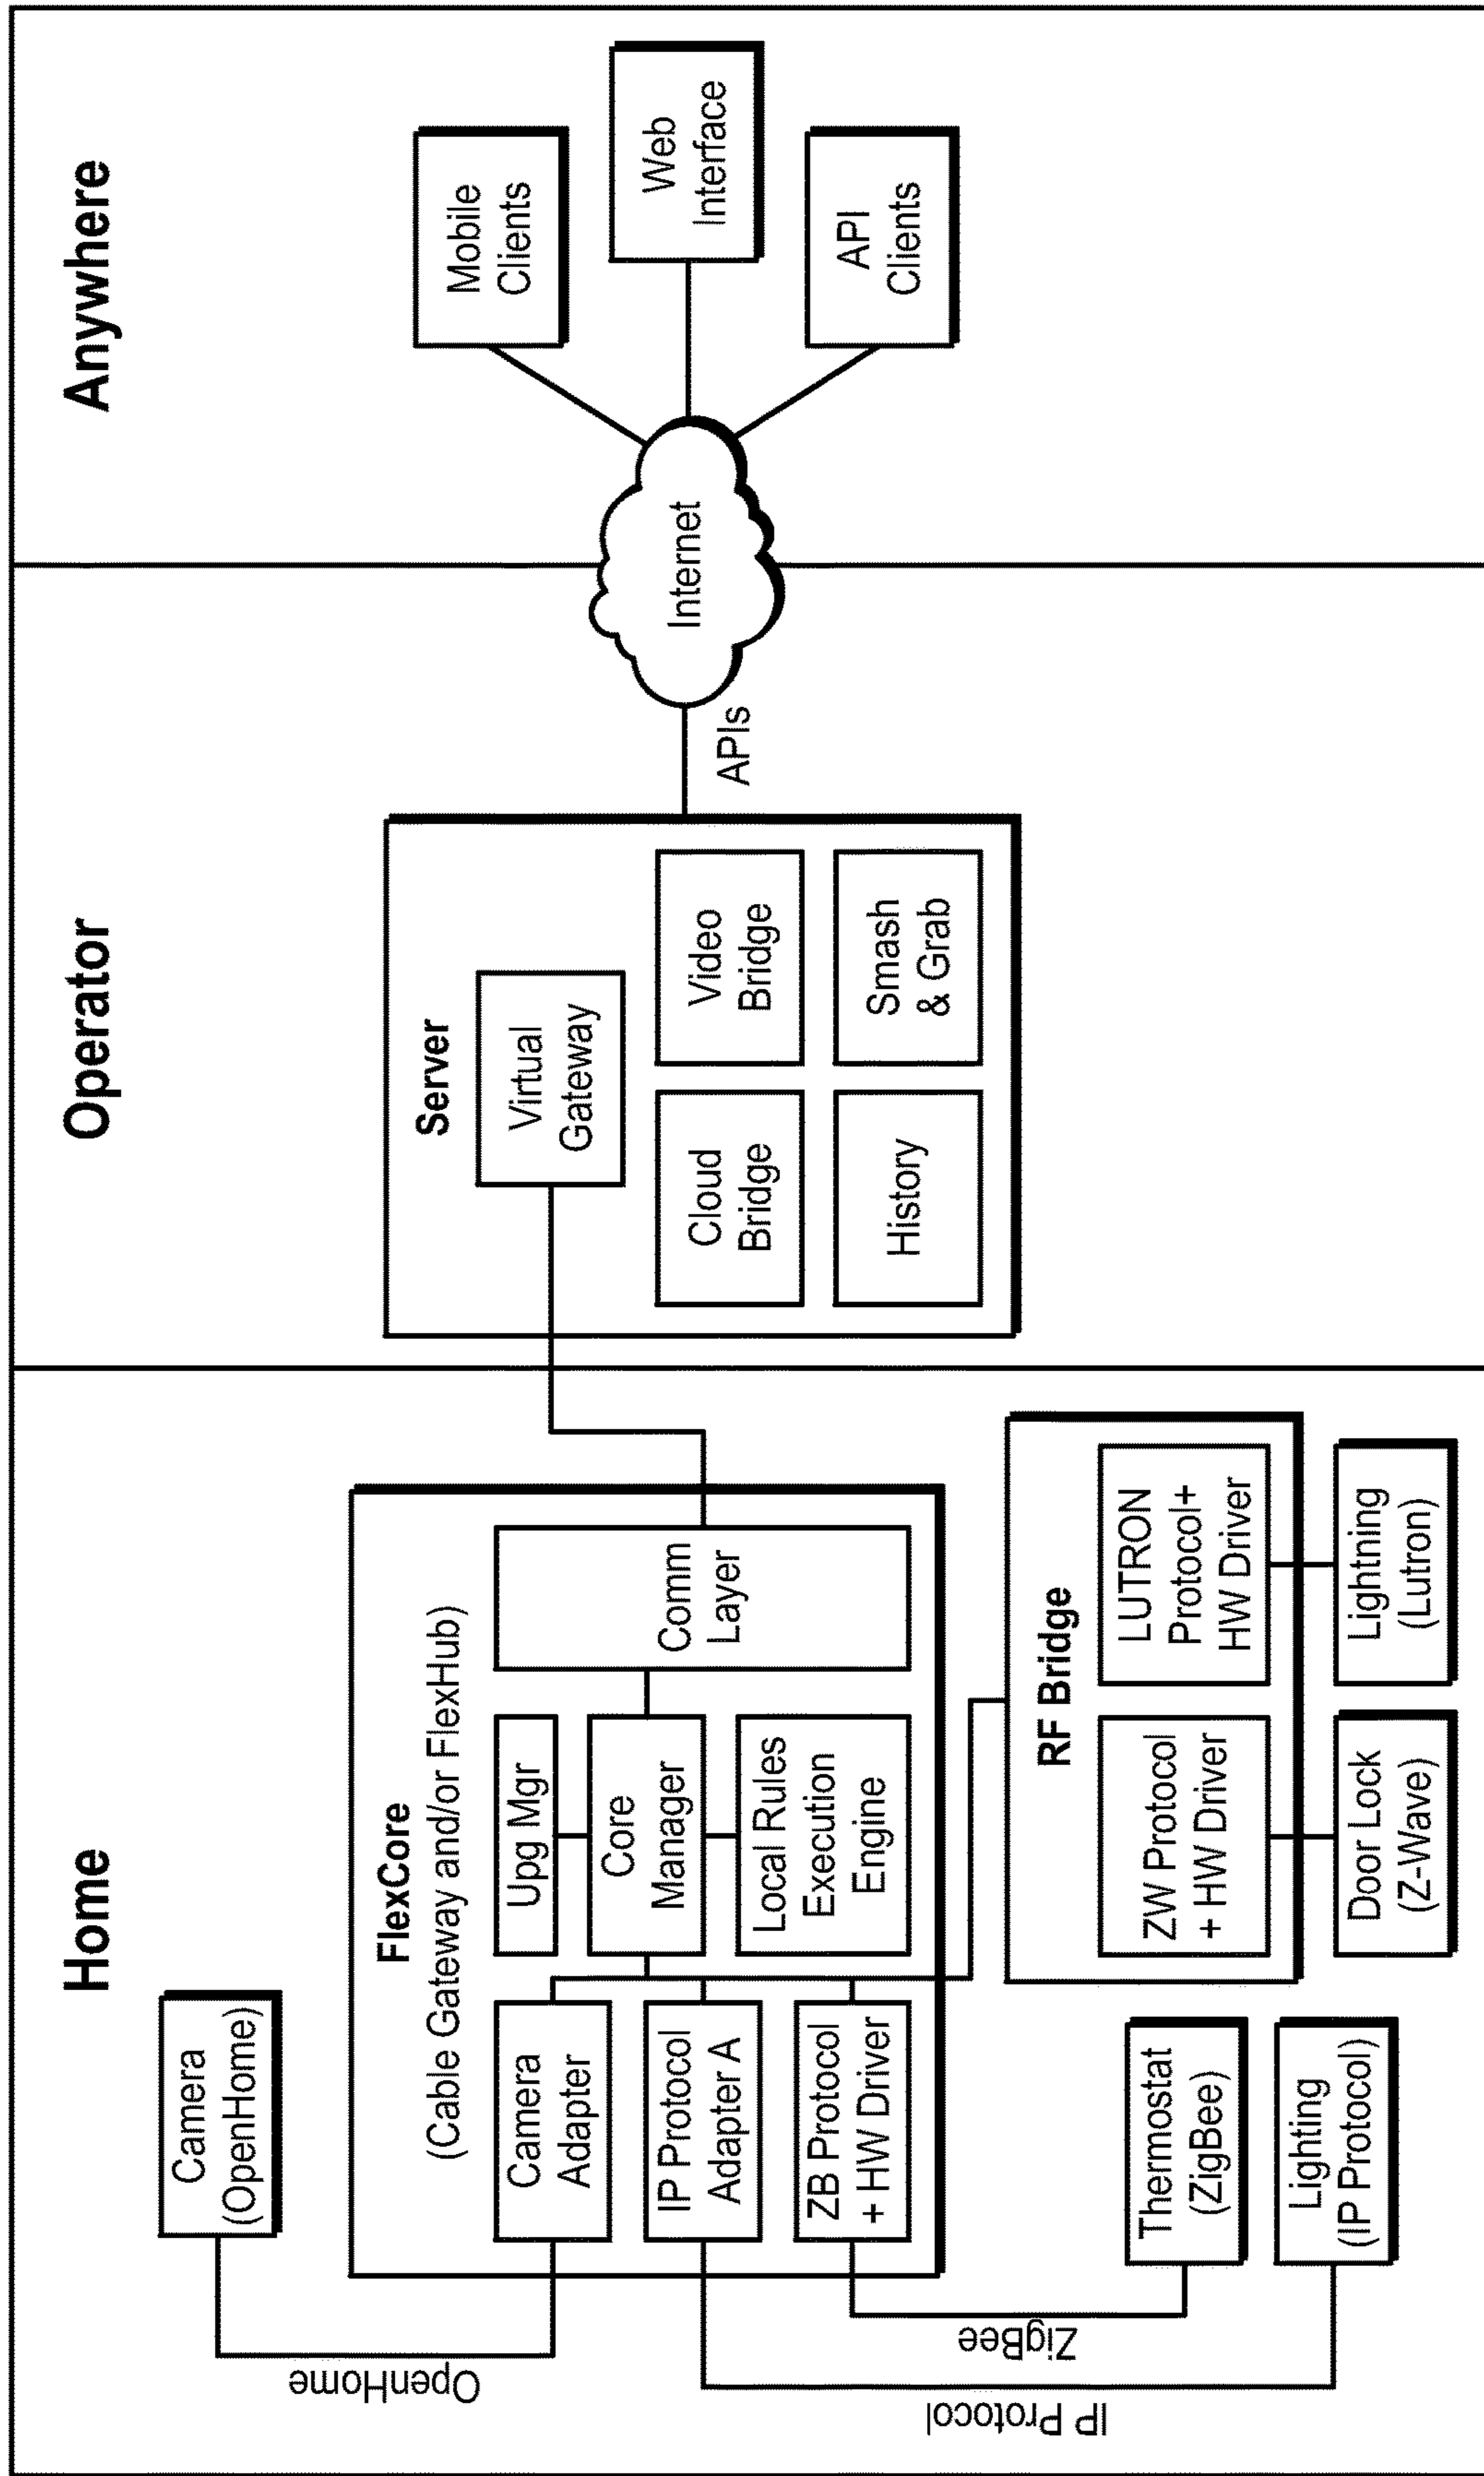 Home
Operator
Anywhere
Camera
(OpenHome)
OpenHome
FlexCore
(Cable Gateway and/or FlexHub)
Camera
Adapter
IP Protocol
Adapter A
ZB Protocol
+ HW Driver
Upg Mgr
Core
Manager
Local Rules
Execution
Engine
Comm
Layer
ZigBee
IP Protocol
Thermostat
(ZigBee)
Lighting
(IP Protocol)
RF Bridge
ZW Protocol
+ HW Driver
LUTRON
Protocol+
HW Driver
Door Lock
(Z-Wave)
Lightning
(Lutron)
Server
Virtual
Gateway
Cloud
Bridge
Video
Bridge
History
Smash
& Grab
APIs
Internet
Mobile
Clients
Web
Interface
API
Clients